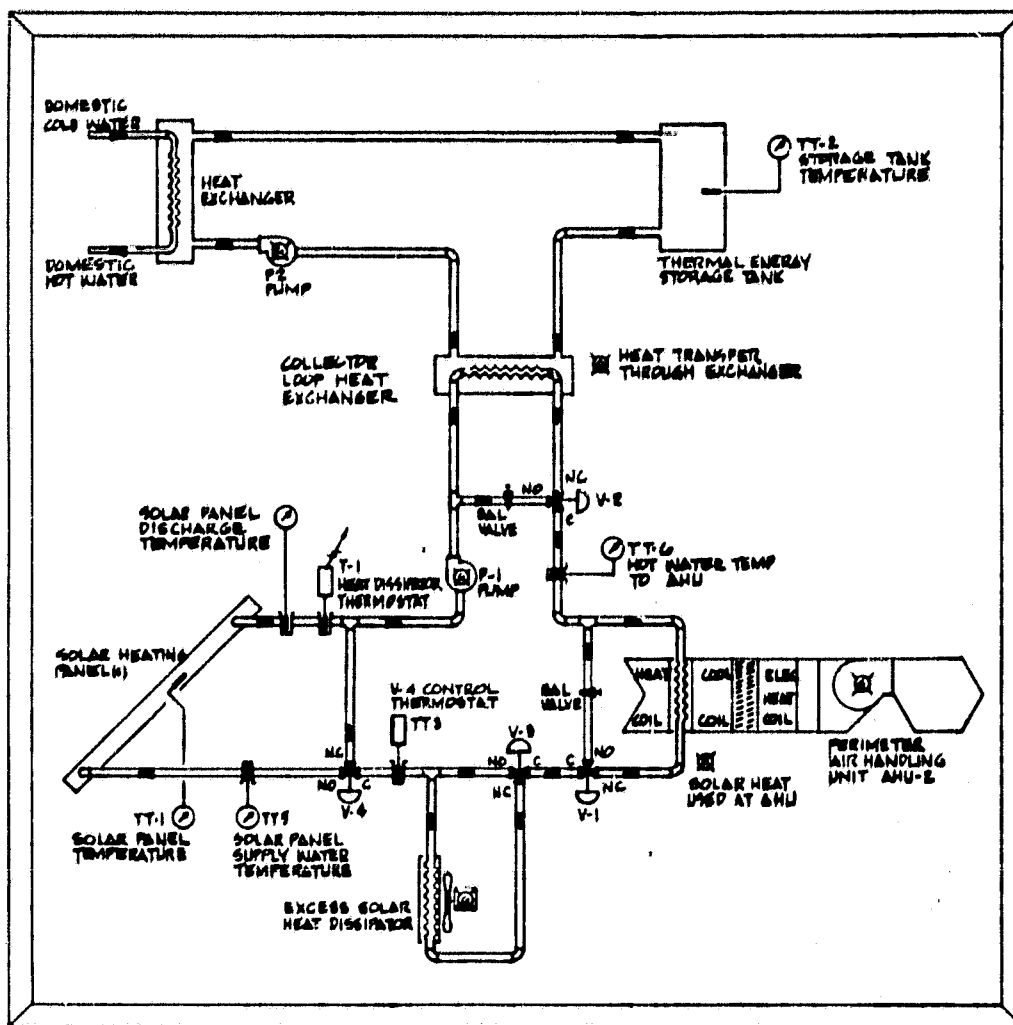 DOMESTIC
COLD WATER
HEAT
EXCHANGER
DOMESTIC
HOT WATER
P-2
PUMP
TT-2
STORAGE TANK
TEMPERATURE
THERMAL ENERGY
STORAGE TANK
COLLECTOR
LOOP HEAT
EXCHANGER
HEAT TRANSFER
THROUGH EXCHANGER
NC
NO
V-2
C
BAL
VALVE
SOLAR PANEL
DISCHARGE
TEMPERATURE
T-1
HEAT DISSIPATOR
THERMOSTAT
P-1
PUMP
TT-6
HOT WATER TEMP
TO AHU
SOLAR HEATING
PANEL(S)
V-4 CONTROL
THERMOSTAT
TT3
BAL
VALVE
HEAT
COIL
COOL
COIL
ELEC
HEAT
COIL
PERIMETER
AIR HANDLING
UNIT AHU-2
V-3
NC
NO
C
V-4
NO
C
NC
C
NO
NC
V-1
SOLAR HEAT
USED AT AHU
TT-1
SOLAR PANEL
TEMPERATURE
TT5
SOLAR PANEL
SUPPLY WATER
TEMPERATURE
EXCESS SOLAR
HEAT DISSIPATOR